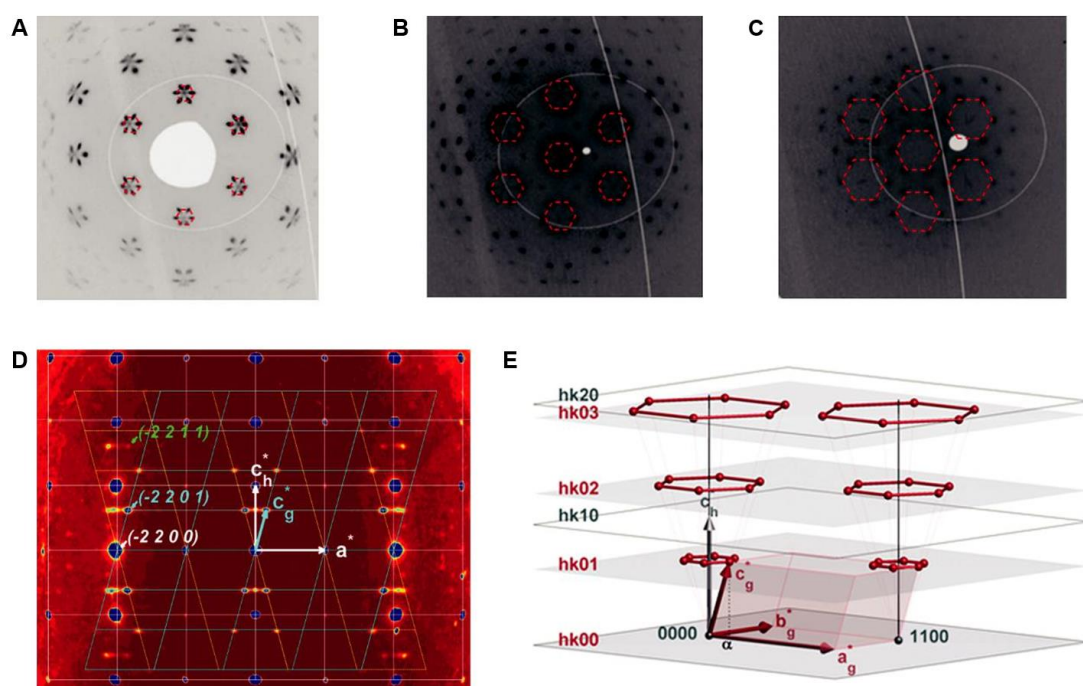 A
B
C
D
(-2 2 1 1)
c*h
(-2 2 0 1)
c*g
(-2 2 0 0)
a*
E
hk20
hk03
hk02
ch
hk10
hk01
c*g
b*g
0000
α
1100
hk00
a*g